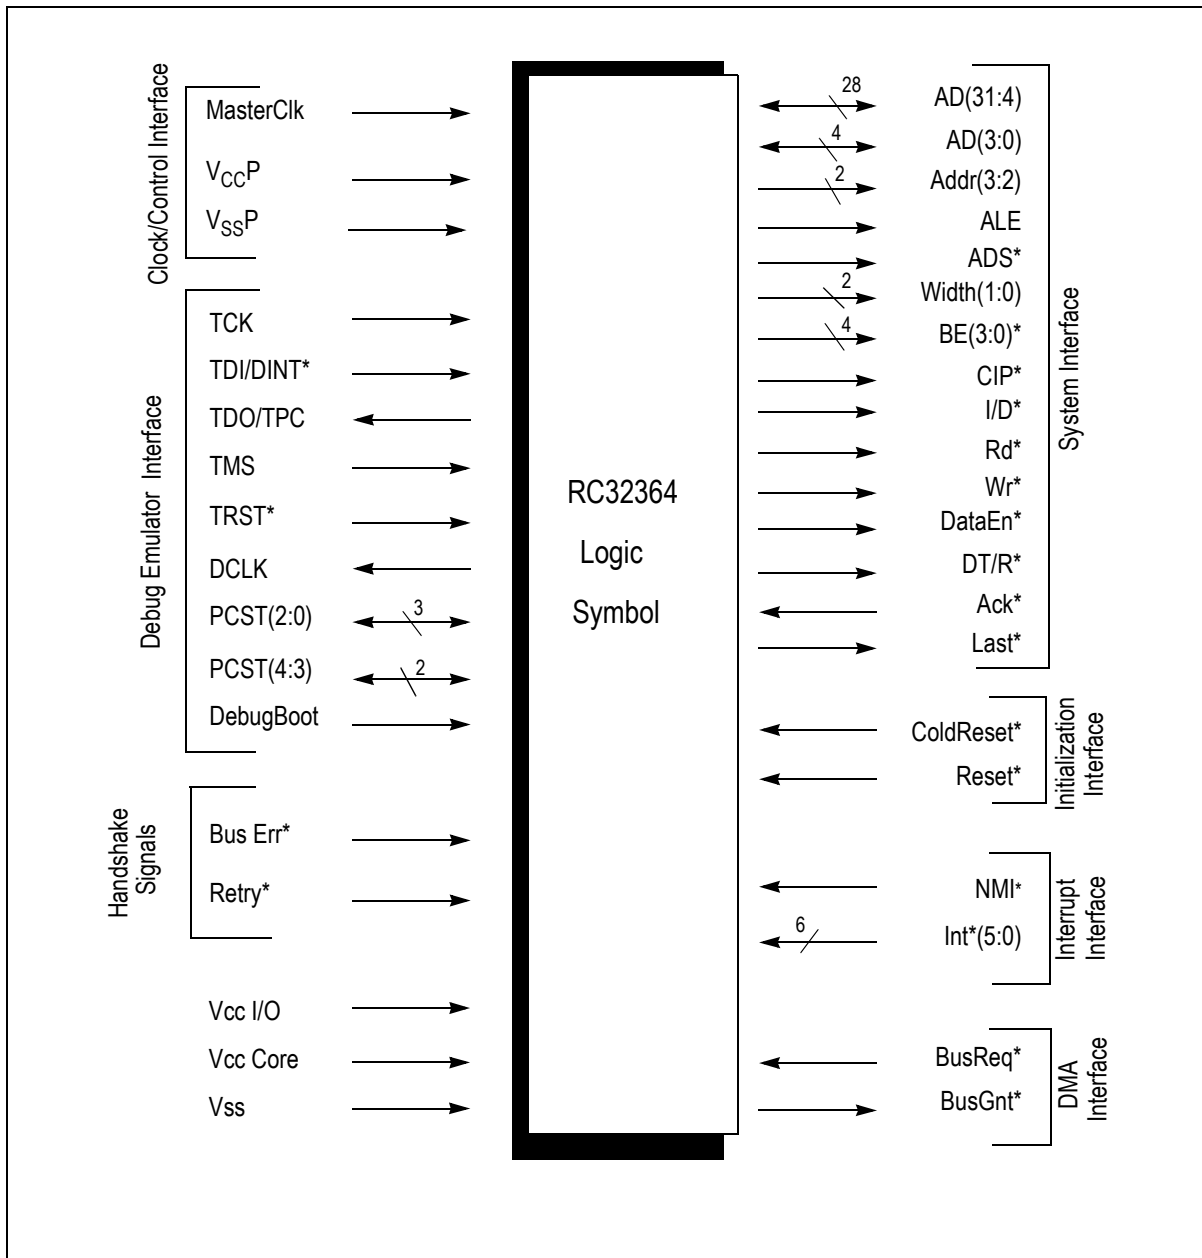 Clock/Control Interface
MasterClk
VCCP
VSSP
Debug Emulator Interface
TCK
TDI/DINT*
TDO/TPC
TMS
TRST*
DCLK
PCST(2:0)
3
PCST(4:3)
2
DebugBoot
Handshake
Signals
Bus Err*
Retry*
Vcc I/O
Vcc Core
Vss
RC32364
Logic
Symbol
28
AD(31:4)
4
AD(3:0)
2
Addr(3:2)
ALE
ADS*
2
Width(1:0)
4
BE(3:0)*
CIP*
I/D*
Rd*
Wr*
DataEn*
DT/R*
Ack*
Last*
System Interface
ColdReset*
Reset*
Initialization
Interface
NMI*
6
Int*(5:0)
Interrupt
Interface
BusReq*
BusGnt*
DMA
Interface